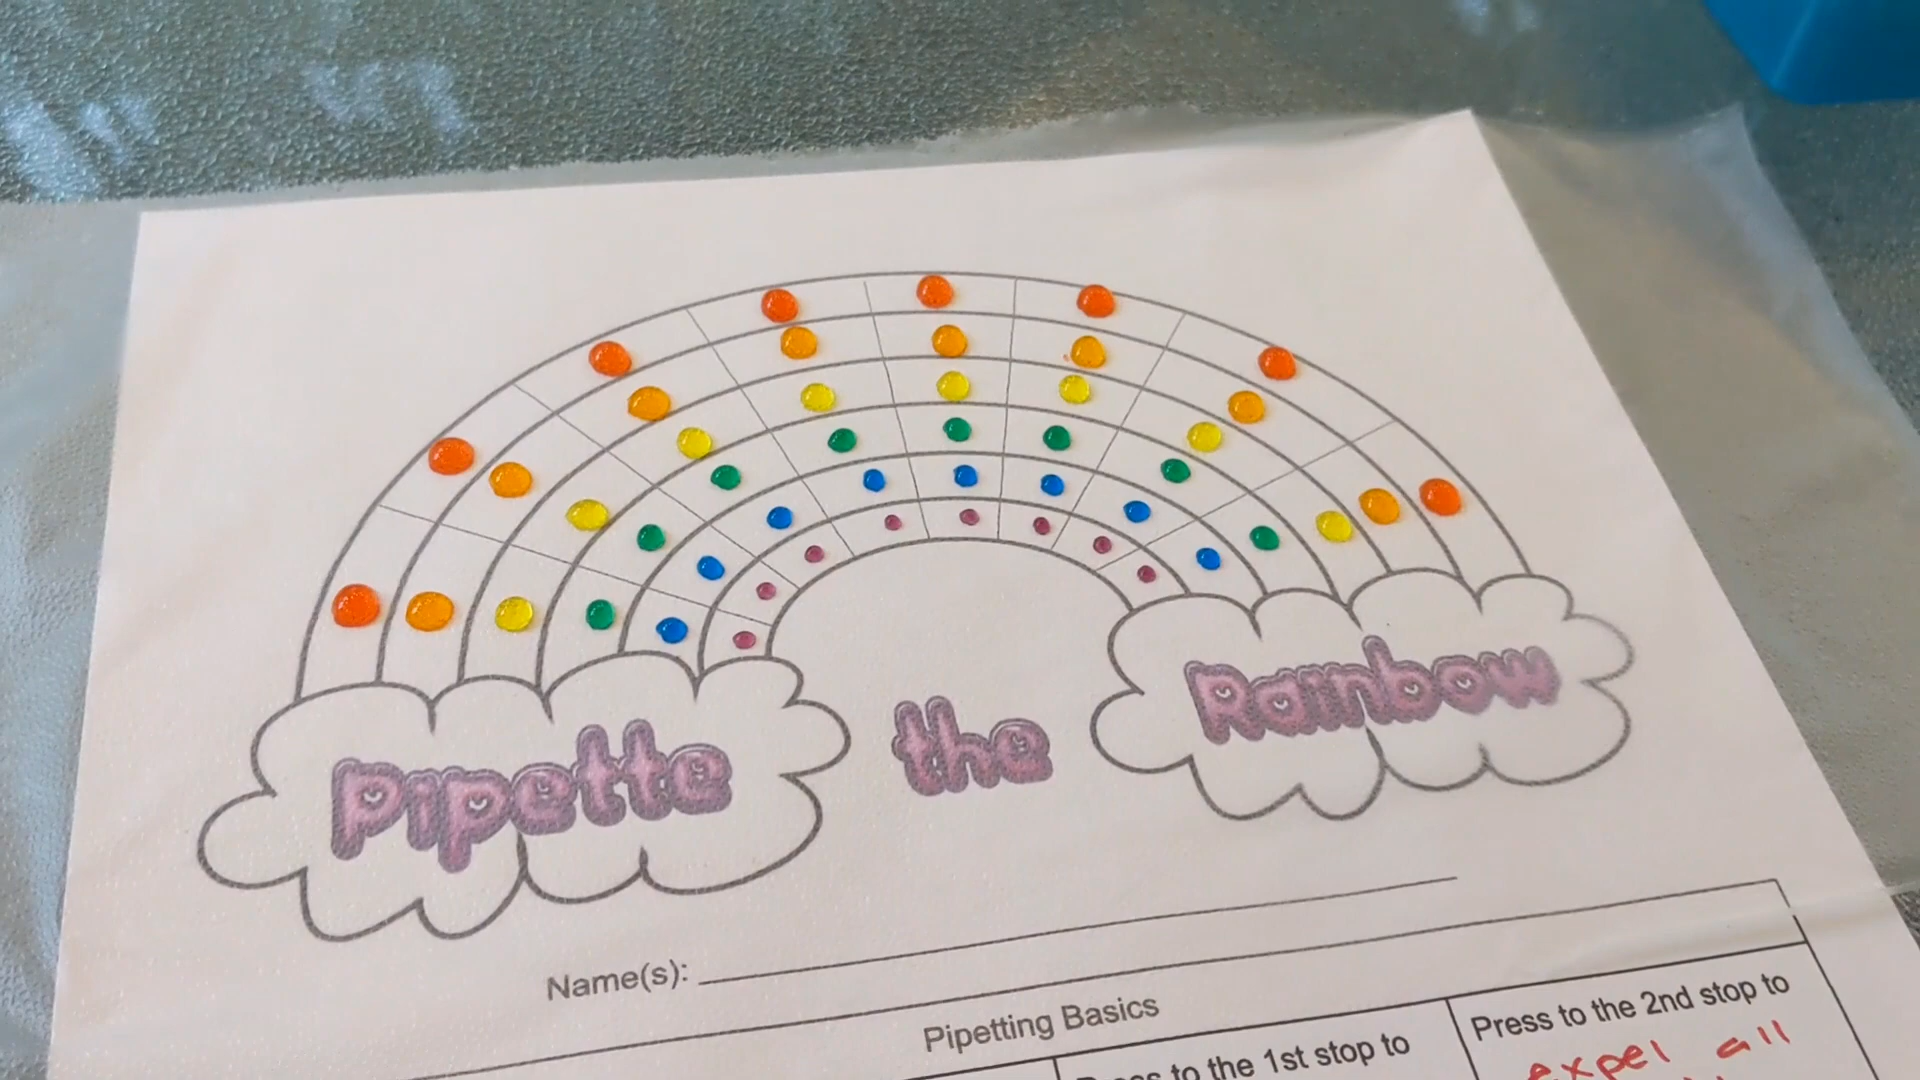 Pipette the Rainbow
Name(s):
Pipetting Basics
to the 1st stop to
Press to the 2nd stop to
expel all